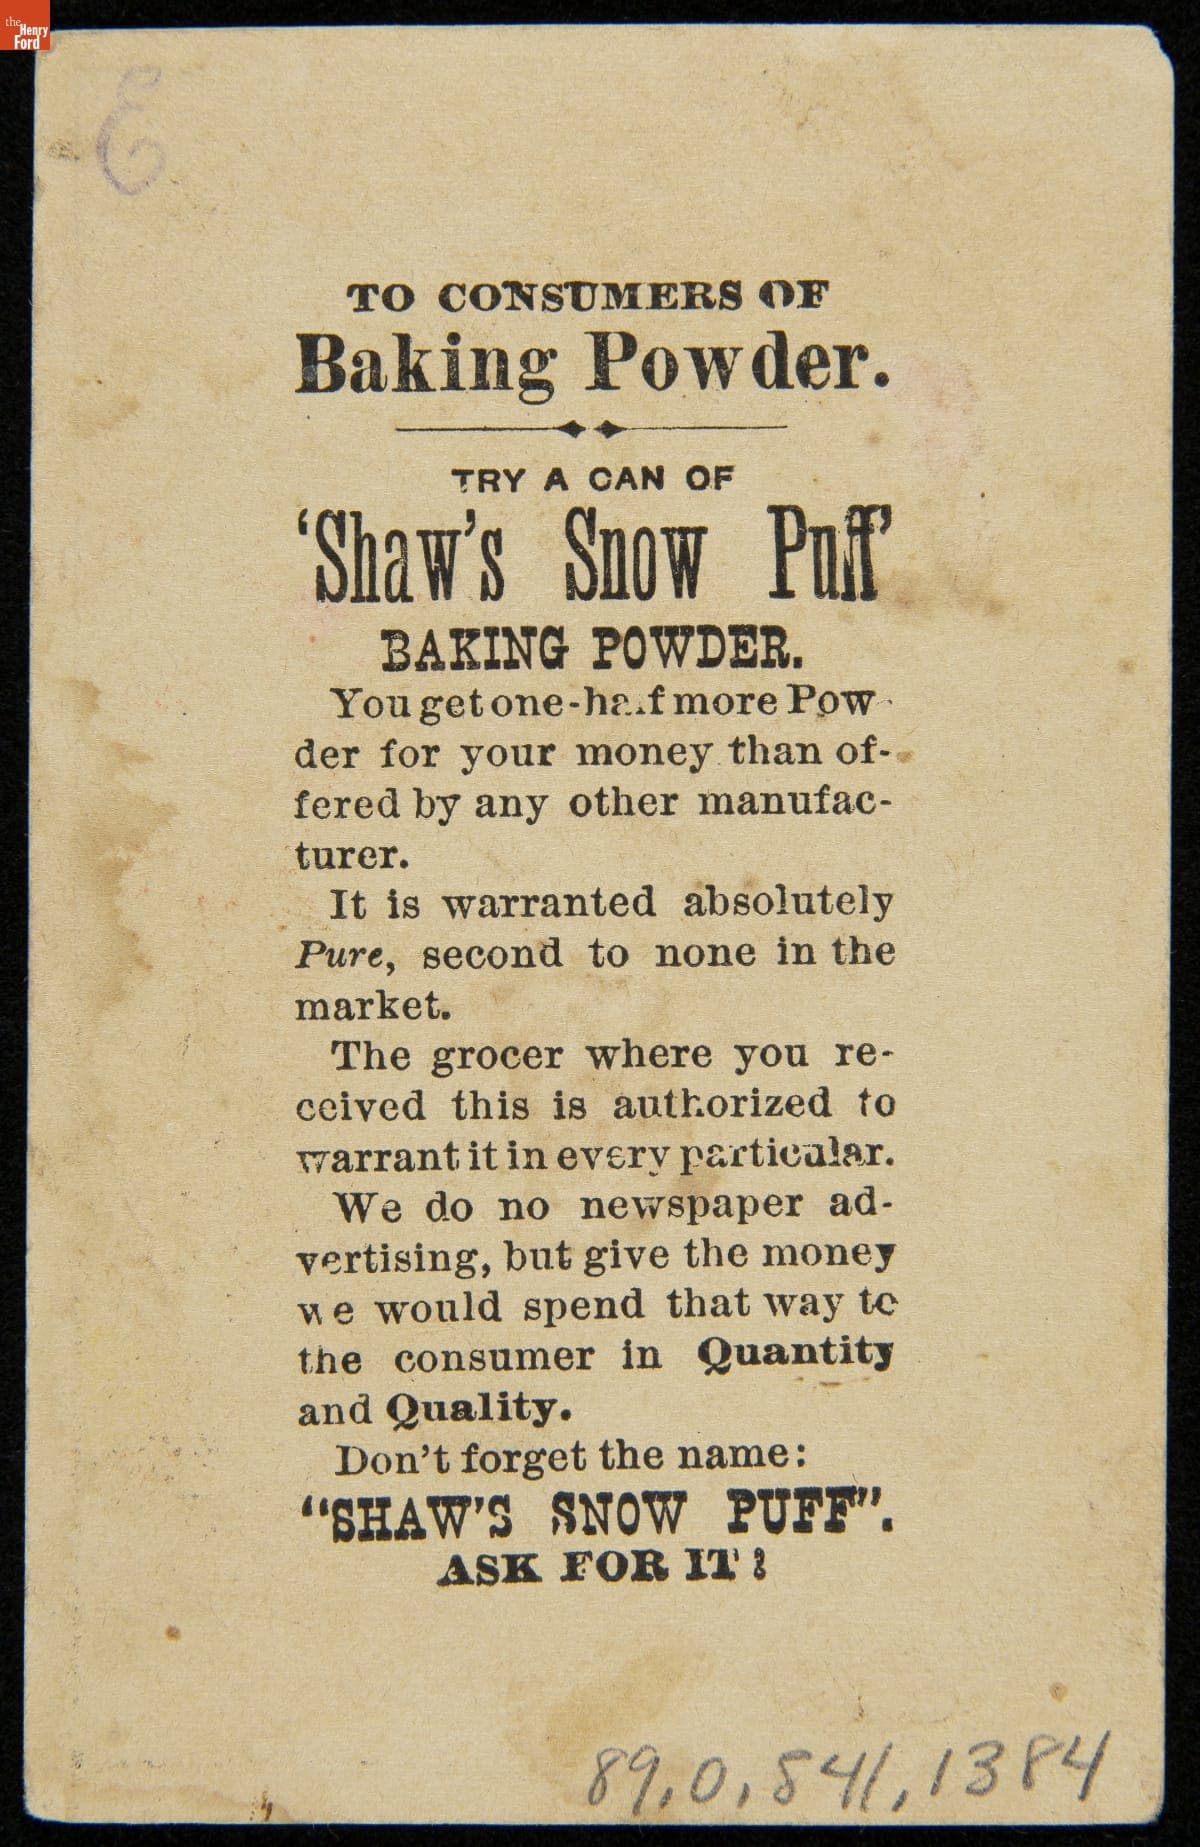 the
Henry
Ford
E
TO CONSUMERS OF
Baking Powder.
TRY A CAN OF
‘Shaw’s Snow Puff’
BAKING POWDER.
You get one-half more Pow-
der for your money than of-
fered by any other manufac-
turer.
It is warranted absolutely
Pure, second to none in the
market.
The grocer where you re-
ceived this is authorized to
warrant it in every particular.
We do no newspaper ad-
vertising, but give the money
we would spend that way to
the consumer in Quantity
and Quality.
Don’t forget the name:
“SHAW’S SNOW PUFF”.
ASK FOR IT!
89.0.541.1384